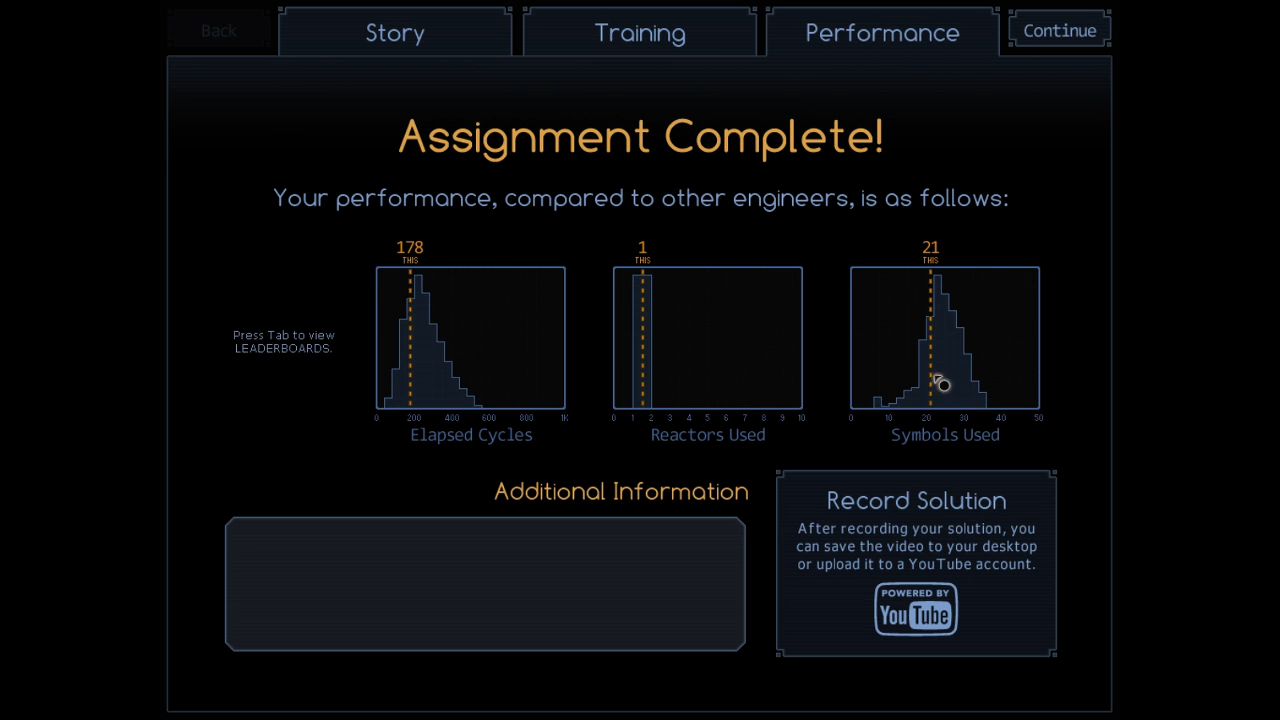 Back
Story
Training
Performance
Continue
Assignment Complete!
Your performance, compared to other engineers, is as follows:
178
THIS
1
THIS
21
THIS
Press Tab to view
LEADERBOARDS.
0 200 400 600 800 1K
0 1 2 3 4 5 6 7 8 9 10
0 10 20 30 40 50
Elapsed Cycles
Reactors Used
Symbols Used
Additional Information
Record Solution
After recording your solution, you
can save the video to your desktop
or upload it to a YouTube account.
POWERED BY
YouTube